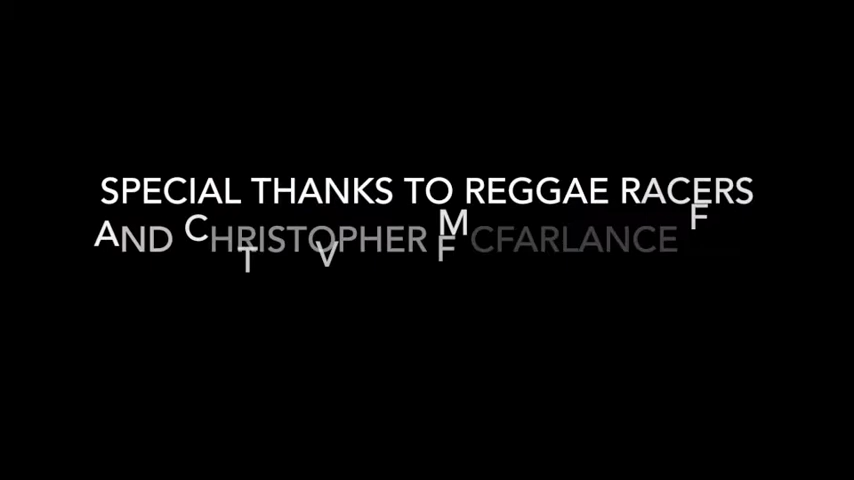 SPECIAL THANKS TO REGGAE RACERS
AND CHRISTOPHER MCFARLANCE